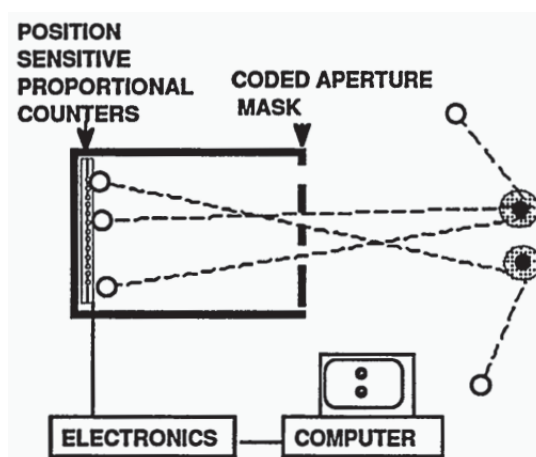 POSITION
SENSITIVE
PROPORTIONAL
COUNTERS
CODED APERTURE
MASK
ELECTRONICS
COMPUTER